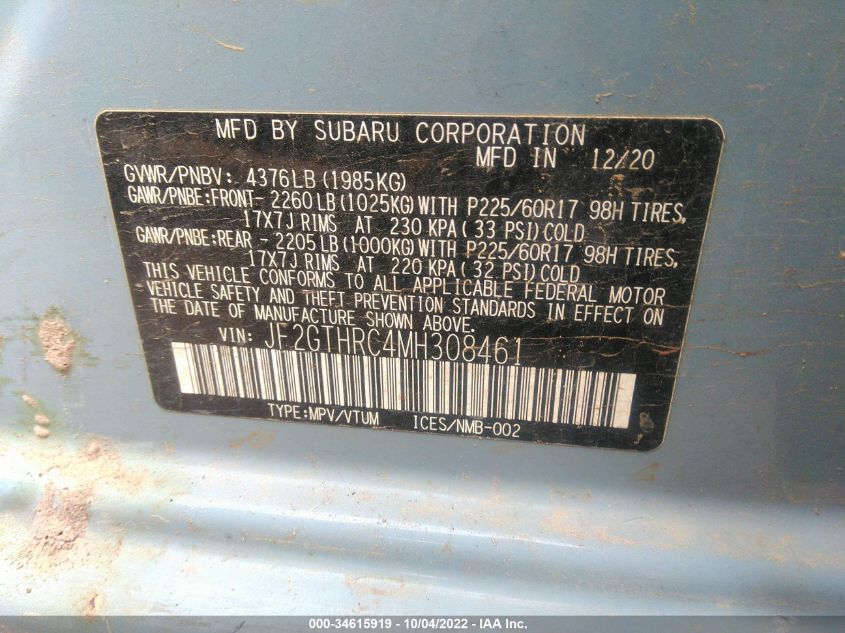 MFD BY SUBARU CORPORATION
MFD IN 12/20
GVWR/PNBV: 4376LB (1985KG)
GAWR/PNBE:FRONT- 2260 LB (1025KG) WITH P225/60R17 98H TIRES,
17X7J RIMS AT 230 KPA ( 33 PSI) COLD
GAWR/PNBE:REAR - 2205 LB (1000KG) WITH P225/60R17 98H TIRES,
17X7J RIMS AT 220 KPA ( 32 PSI) COLD
THIS VEHICLE CONFORMS TO ALL APPLICABLE FEDERAL MOTOR
VEHICLE SAFETY AND THEFT PREVENTION STANDARDS IN EFFECT ON
THE DATE OF MANUFACTURE SHOWN ABOVE.
VIN: JF2GTHRC4MH308461
TYPE:MPV/VTUM ICES/NMB-002
000-34615919 - 10/04/2022 - IAA Inc.